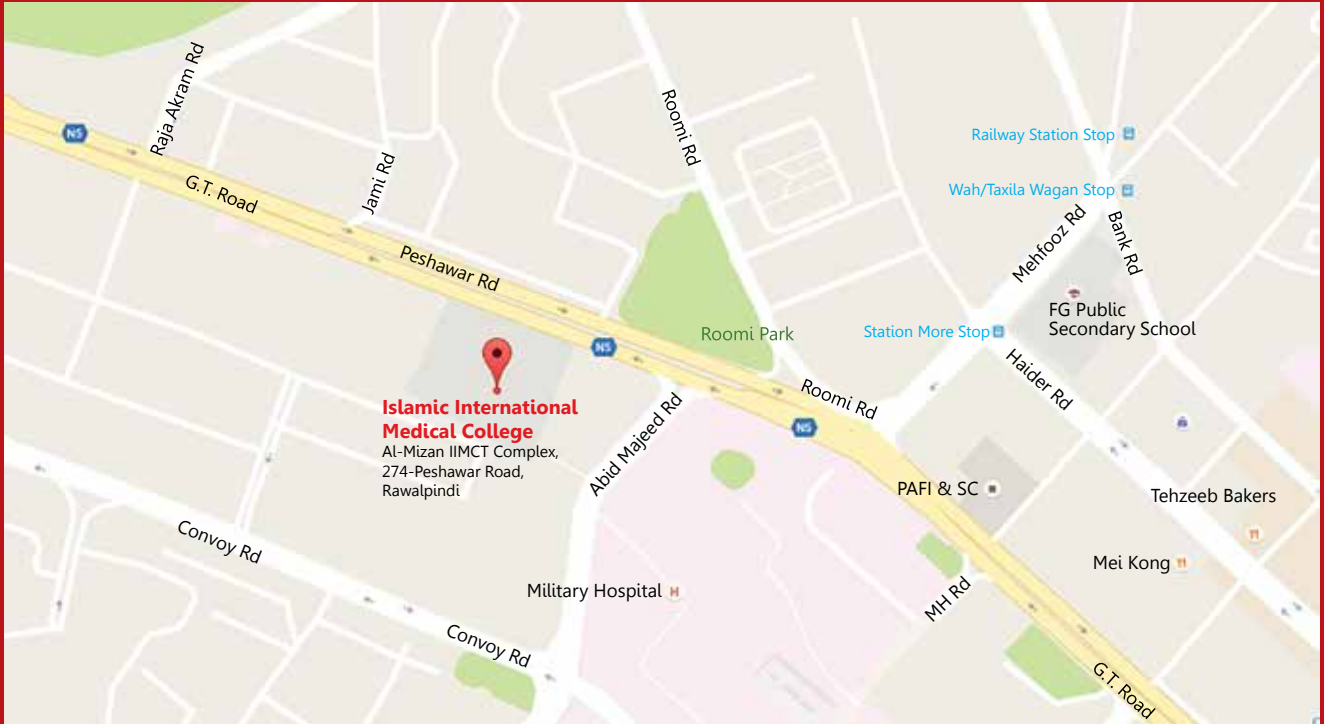 Raja Akram Rd
Roomi Rd
N5
Railway Station Stop
Jami Rd
G.T. Road
Wah/Taxila Wagan Stop
Mehfooz Rd
Bank Rd
Peshawar Rd
FG Public
Secondary School
Roomi Park
Station More Stop
N5
Haider Rd
Islamic International
Medical College
Al-Mizan IIMCT Complex,
274-Peshawar Road,
Rawalpindi
Roomi Rd
N5
Abid Majeed Rd
PAFI & SC
Tehzeeb Bakers
Convoy Rd
Mei Kong
Military Hospital H
MH Rd
Convoy Rd
G.T. Road